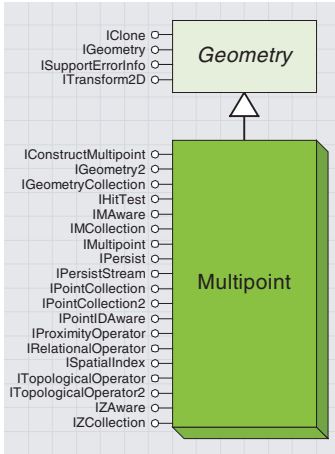 IClone
IGeometry
ISupportErrorInfo
ITransform2D
Geometry
IConstructMultipoint
IGeometry2
IGeometryCollection
IHitTest
IMAware
IMCollection
IMultipoint
IPersist
IPersistStream
IPointCollection
IPointCollection2
IPointIDAware
IProximityOperator
IRelationalOperator
ISpatialIndex
ITopologicalOperator
ITopologicalOperator2
IZAware
IZCollection
Multipoint